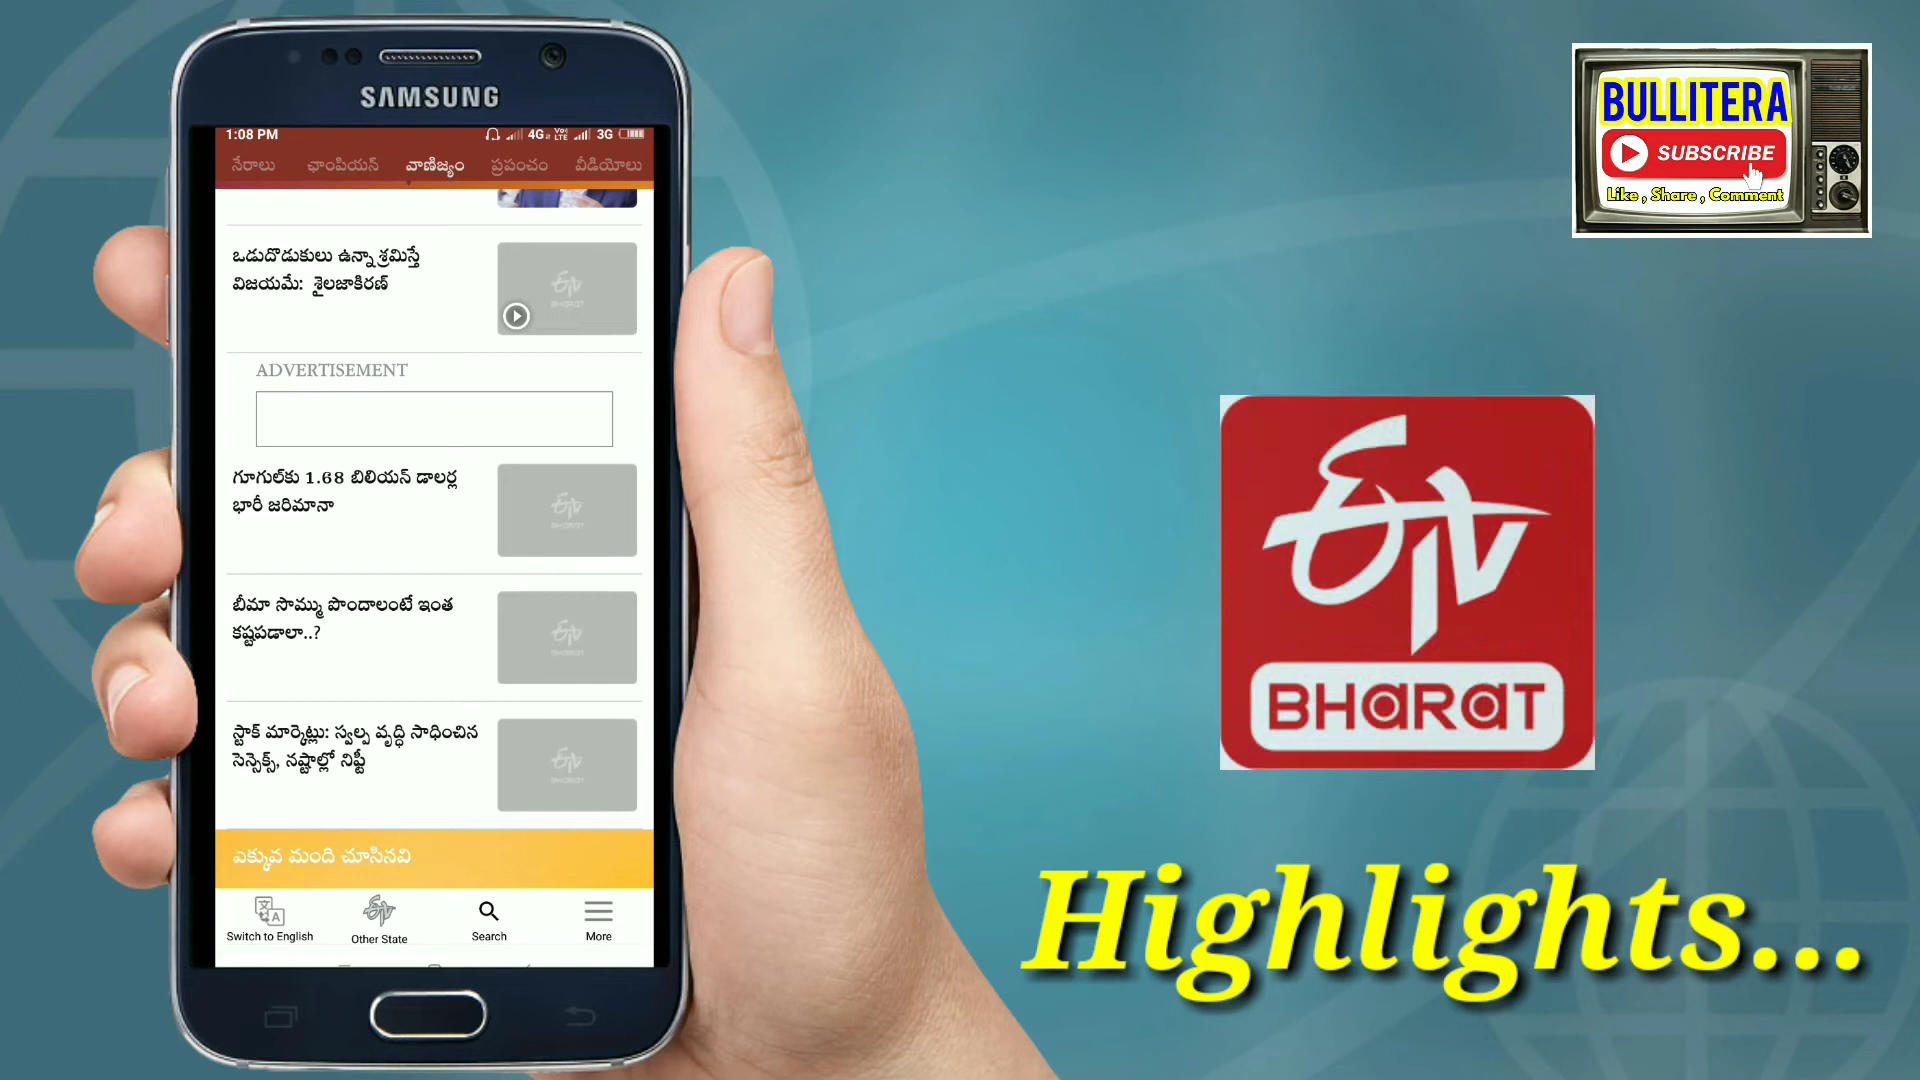 SAMSUNG
1:08 PM 4G VoLTE 3G
నేరాలు ఛాంపియన్ వాణిజ్యం ప్రపంచం వీడియోలు
ఒడుదొడుకులు ఉన్నా శ్రమిస్తే
విజయమే: శైలజాకిరణ్
ADVERTISEMENT
గూగుల్‌కు 1.68 బిలియన్ డాలర్ల
భారీ జరిమానా
బీమా సొమ్ము పొందాలంటే ఇంత
కష్టపడాలా..?
స్టాక్ మార్కెట్లు: స్వల్ప వృద్ధి సాధించిన
సెన్సెక్స్, నష్టాల్లో నిఫ్టీ
ఎక్కువ మంది చూసినవి
Switch to English Other State Search More
BULLITERA
SUBSCRIBE
Like , Share , Comment
ETV
BHARAT
Highlights...